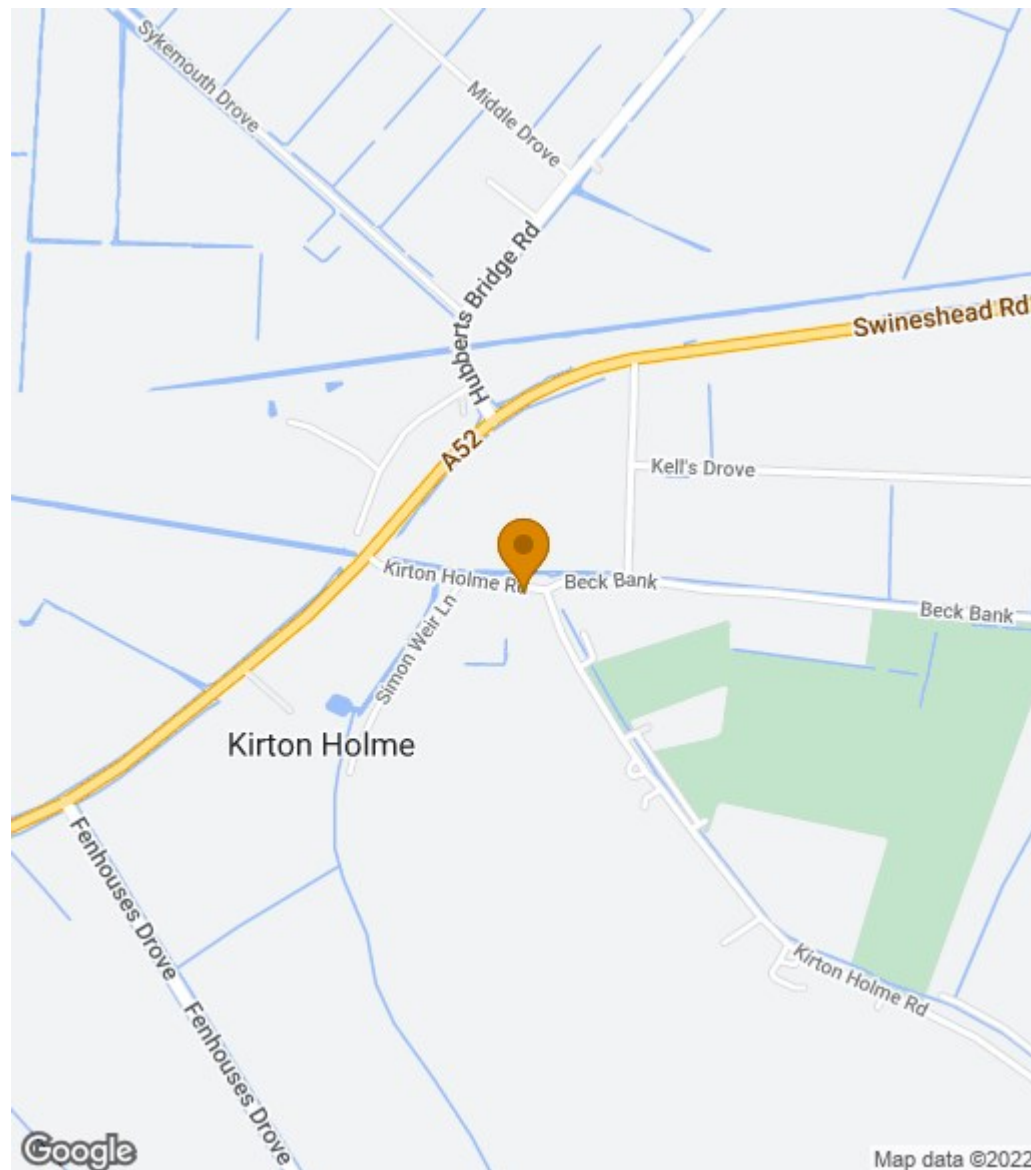 Sykemouth Drove
Middle Drove
Hubberts Bridge Rd
Swineshead Rd
A52
Kell's Drove
Kirton Holme Rd
Beck Bank
Beck Bank
Simon Weir Ln
Kirton Holme
Fenhouses Drove
Fenhouses Drove
Kirton Holme Rd
Google
Map data ©2022